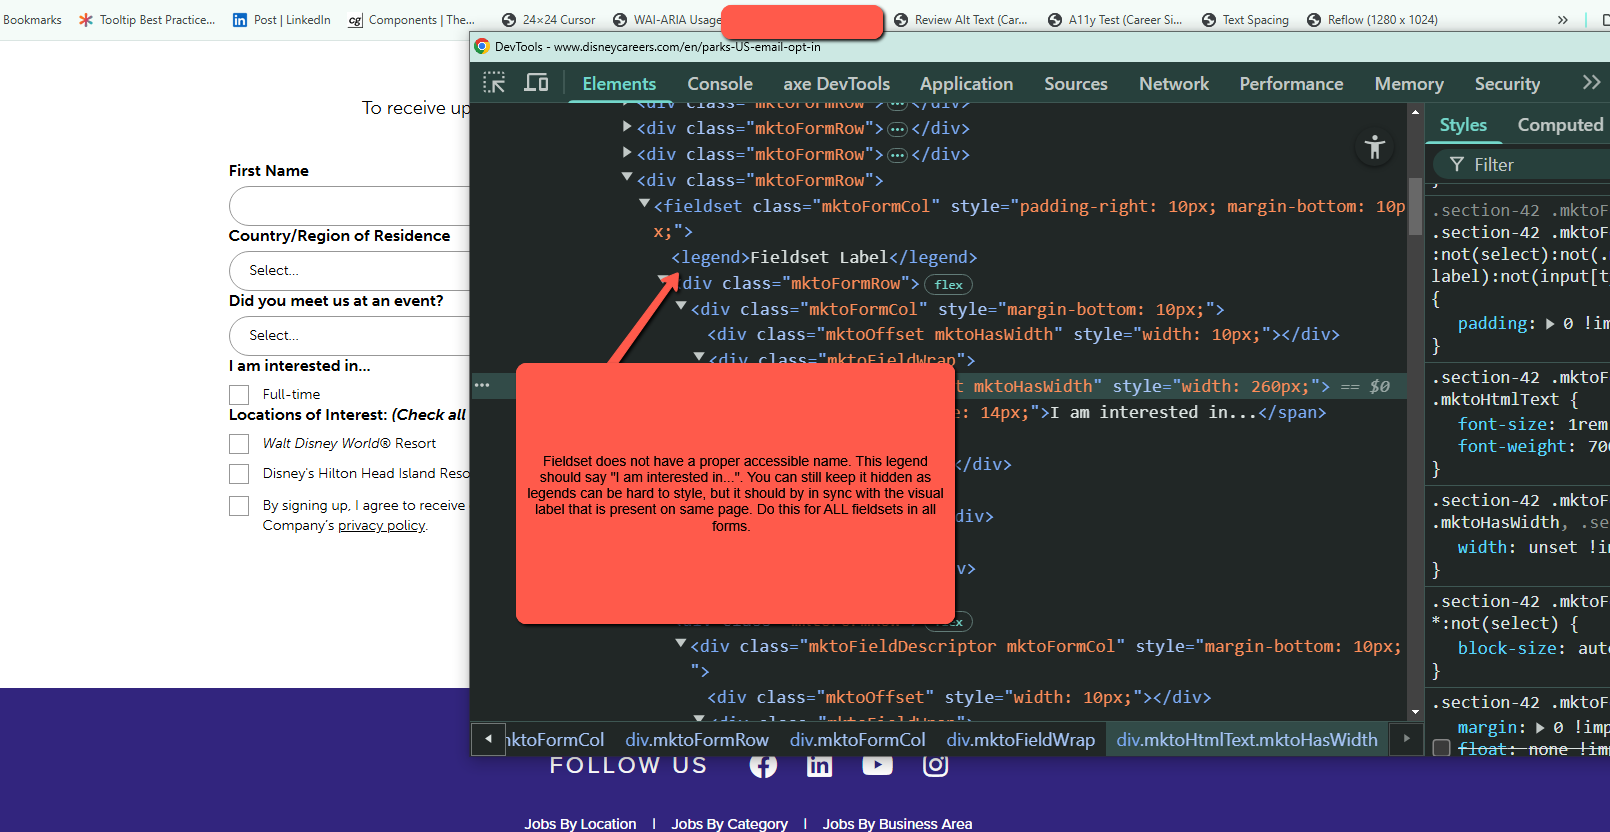 Bookmarks Tooltip Best Practice... Post | LinkedIn cg Components | The... 24×24 Cursor WAI-ARIA Usage Review Alt Text (Car... A11y Test (Career Si... Text Spacing Reflow (1280 x 1024) »
DevTools - www.disneycareers.com/en/parks-US-email-opt-in
Elements Console axe DevTools Application Sources Network Performance Memory Security »
To receive up
First Name
Country/Region of Residence
Select...
Did you meet us at an event?
Select...
I am interested in...
Full-time
Locations of Interest: (Check all
Walt Disney World® Resort
Disney's Hilton Head Island Reso
By signing up, I agree to receive
Company's privacy policy.
<div class="mktoFormRow">…</div>
<div class="mktoFormRow">…</div>
<div class="mktoFormRow">…</div>
<div class="mktoFormRow">
<fieldset class="mktoFormCol" style="padding-right: 10px; margin-bottom: 10p
x;">
<legend>Fieldset Label</legend>
div class="mktoFormRow"> flex
<div class="mktoFormCol" style="margin-bottom: 10px;">
<div class="mktoOffset mktoHasWidth" style="width: 10px;"></div>
<div class="mktoFieldWrap">
... t mktoHasWidth" style="width: 260px;"> == $0
e: 14px;">I am interested in...</span>
</div>
div>
v>
Fieldset does not have a proper accessible name. This legend
should say "I am interested in...". You can still keep it hidden as
legends can be hard to style, but it should by in sync with the visual
label that is present on same page. Do this for ALL fieldsets in all
forms.
<div class="mktoFieldDescriptor mktoFormCol" style="margin-bottom: 10px;
">
<div class="mktoOffset" style="width: 10px;"></div>
<div class="mktoFieldWrap">
mktoFormCol div.mktoFormRow div.mktoFormCol div.mktoFieldWrap div.mktoHtmlText.mktoHasWidth
Styles Computed
Filter
}
.section-42 .mktoF
.section-42 .mktoF
:not(select):not(.
label):not(input[t
{
padding: 0 !im
}
.section-42 .mktoF
.mktoHtmlText {
font-size: 1rem
font-weight: 70
}
.section-42 .mktoF
.mktoHasWidth, .se
width: unset !i
}
.section-42 .mktoF
*:not(select) {
block-size: aut
}
.section-42 .mktoF
margin: 0 !imp
float: none !im
FOLLOW US
Jobs By Location | Jobs By Category | Jobs By Business Area